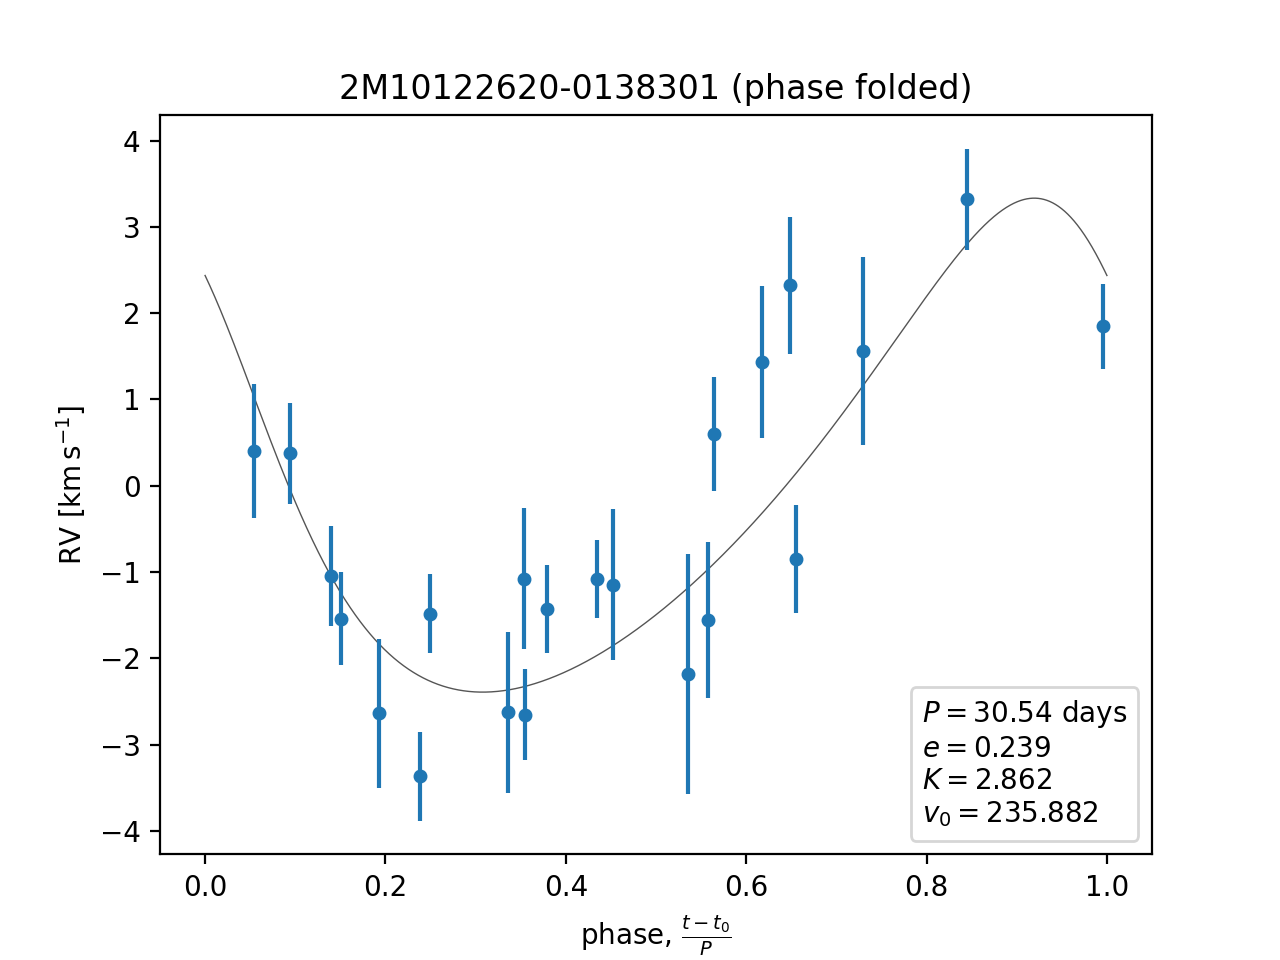 2M10122620-0138301 (phase folded)
4
3
2
1
0
−1
−2
−3
−4
RV [km s⁻¹]
P = 30.54 days
e = 0.239
K = 2.862
v₀ = 235.882
0.0 0.2 0.4 0.6 0.8 1.0
phase, (t − t₀)/P